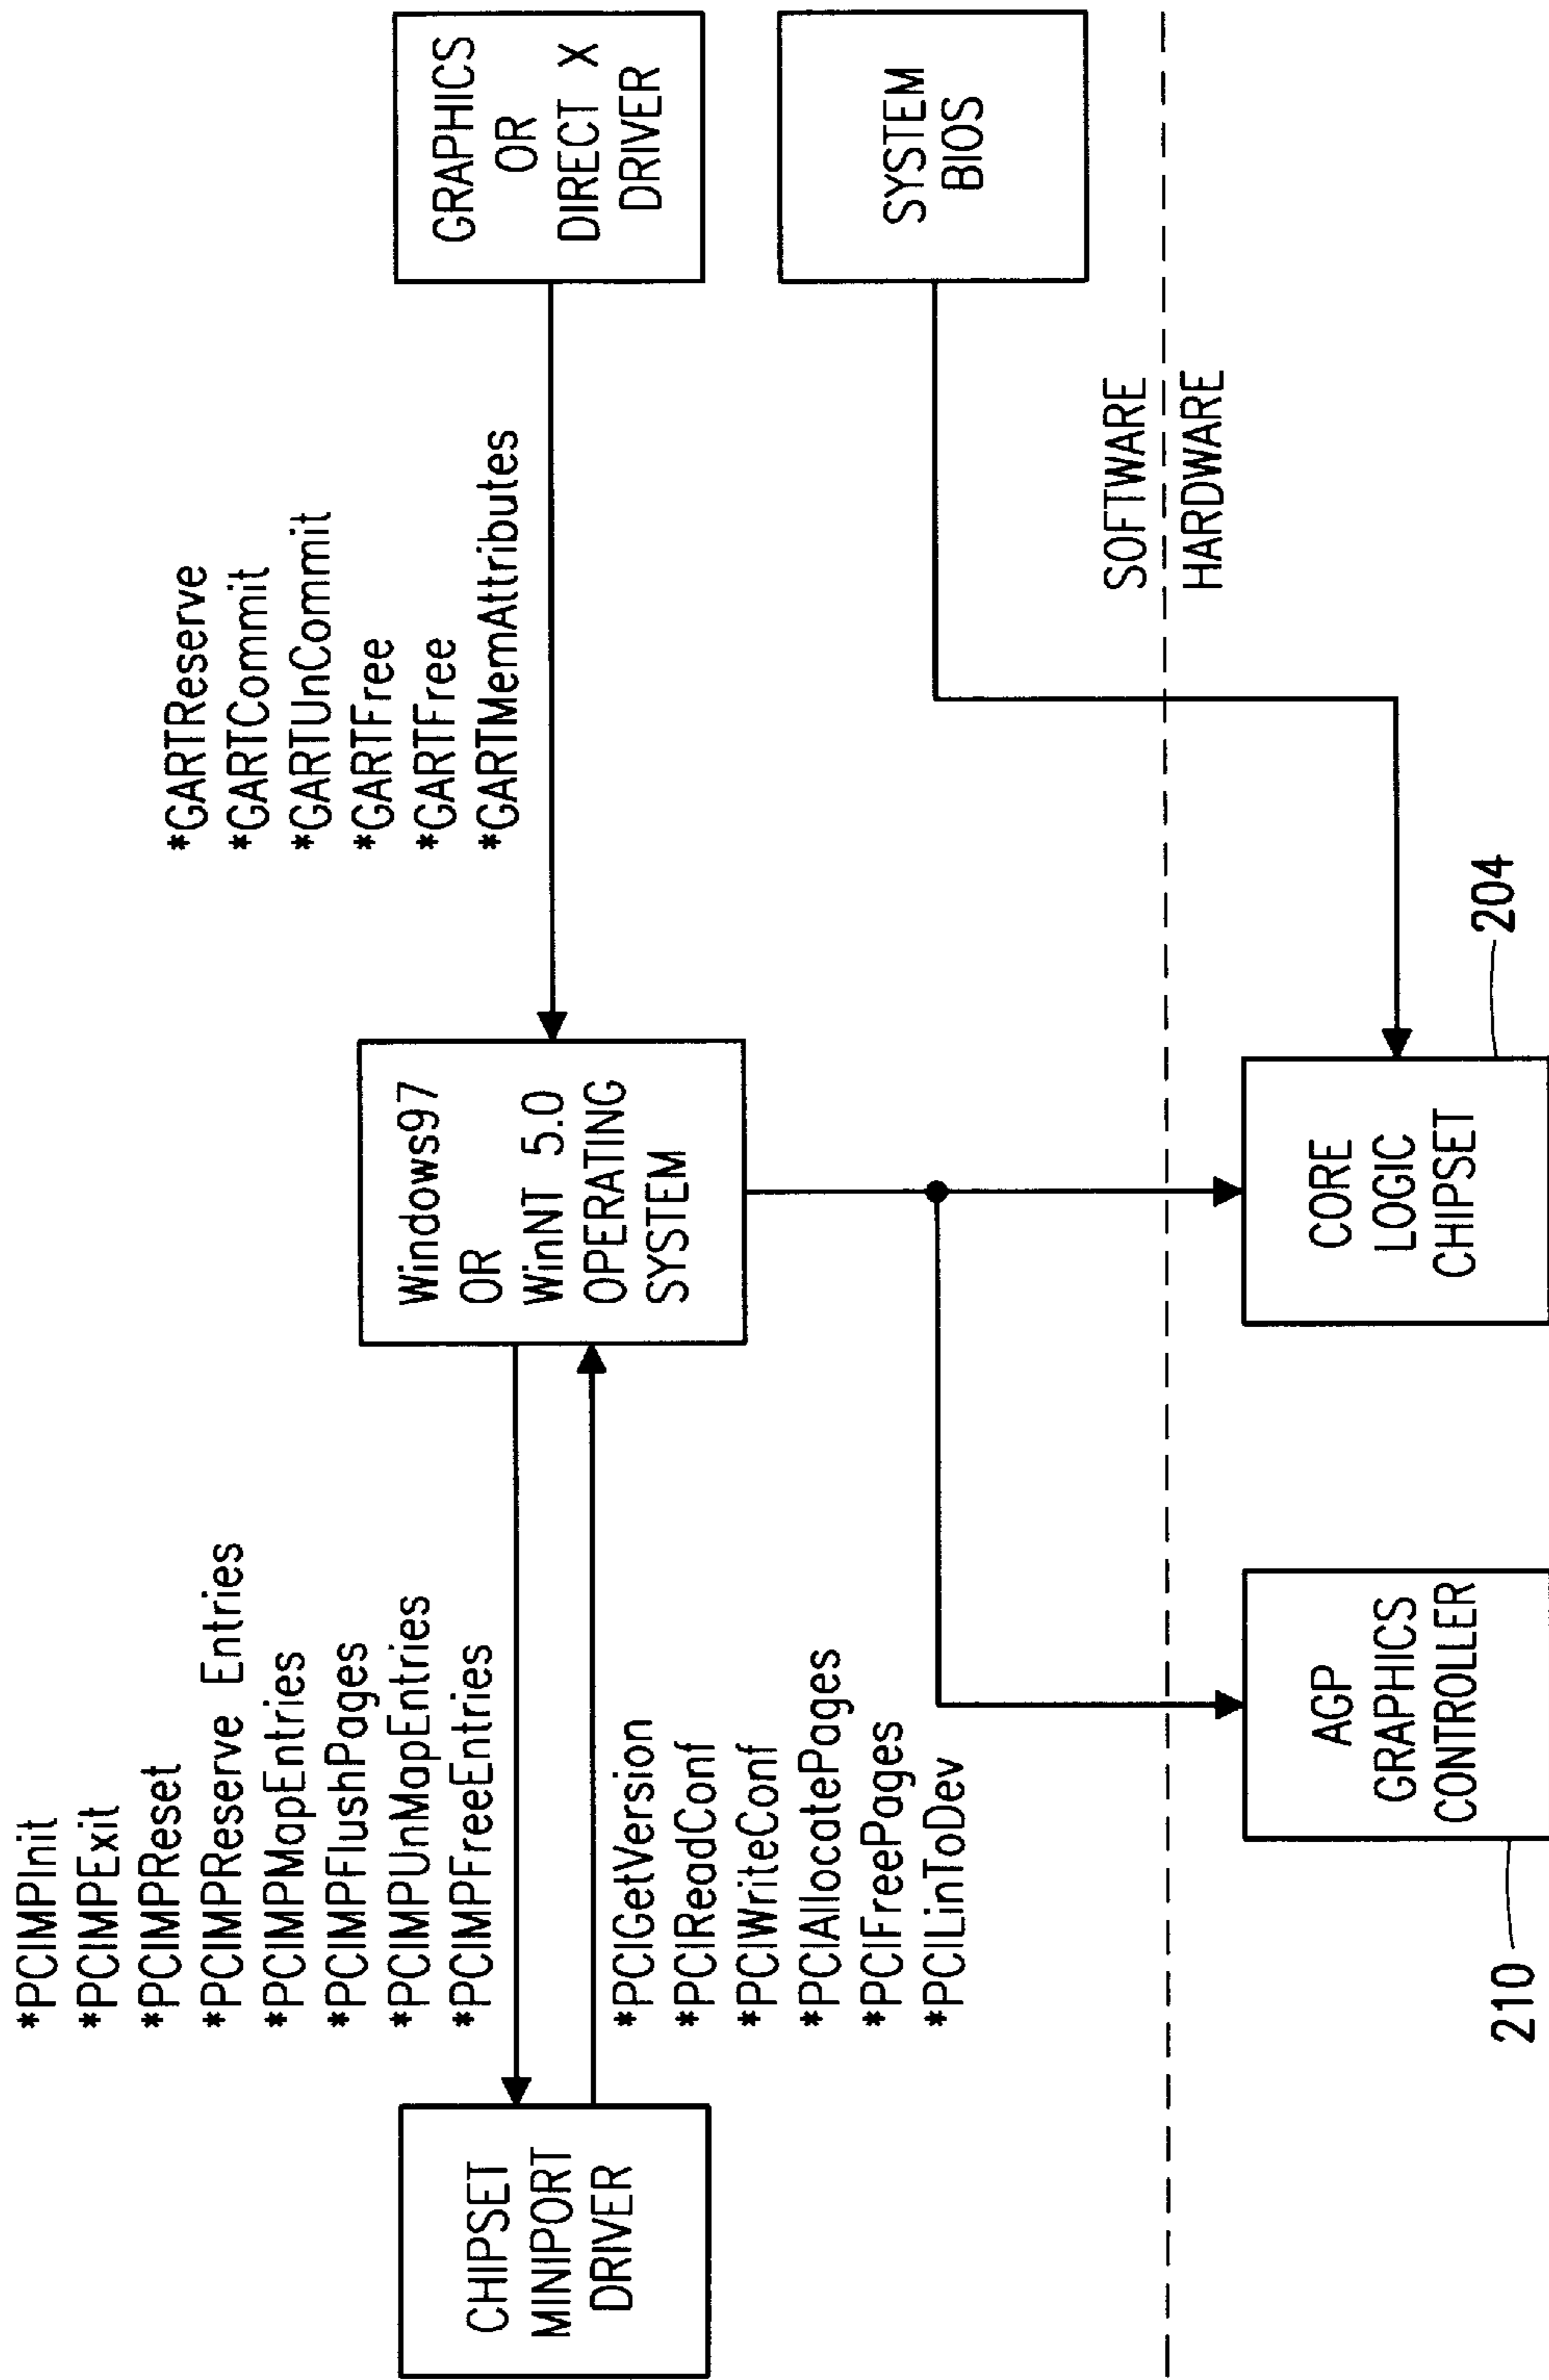 *PCIMPInit
*PCIMPExit
*PCIMPReset
*PCIMPReserve Entries
*PCIMPMapEntries
*PCIMPFlushPages
*PCIMPUnMapEntries
*PCIMPFreeEntries
*GARTReserve
*GARTCommit
*GARTUnCommit
*GARTFree
*GARTFree
*GARTMemAttributes
CHIPSET
MINIPORT
DRIVER
Windows97
OR
WinNT 5.0
OPERATING
SYSTEM
GRAPHICS
OR
DIRECT X
DRIVER
*PCIGetVersion
*PCIReadConf
*PCIWriteConf
*PCIAllocatePages
*PCIFreePages
*PCILinToDev
SYSTEM
BIOS
SOFTWARE
HARDWARE
AGP
GRAPHICS
CONTROLLER
210
CORE
LOGIC
CHIPSET
204